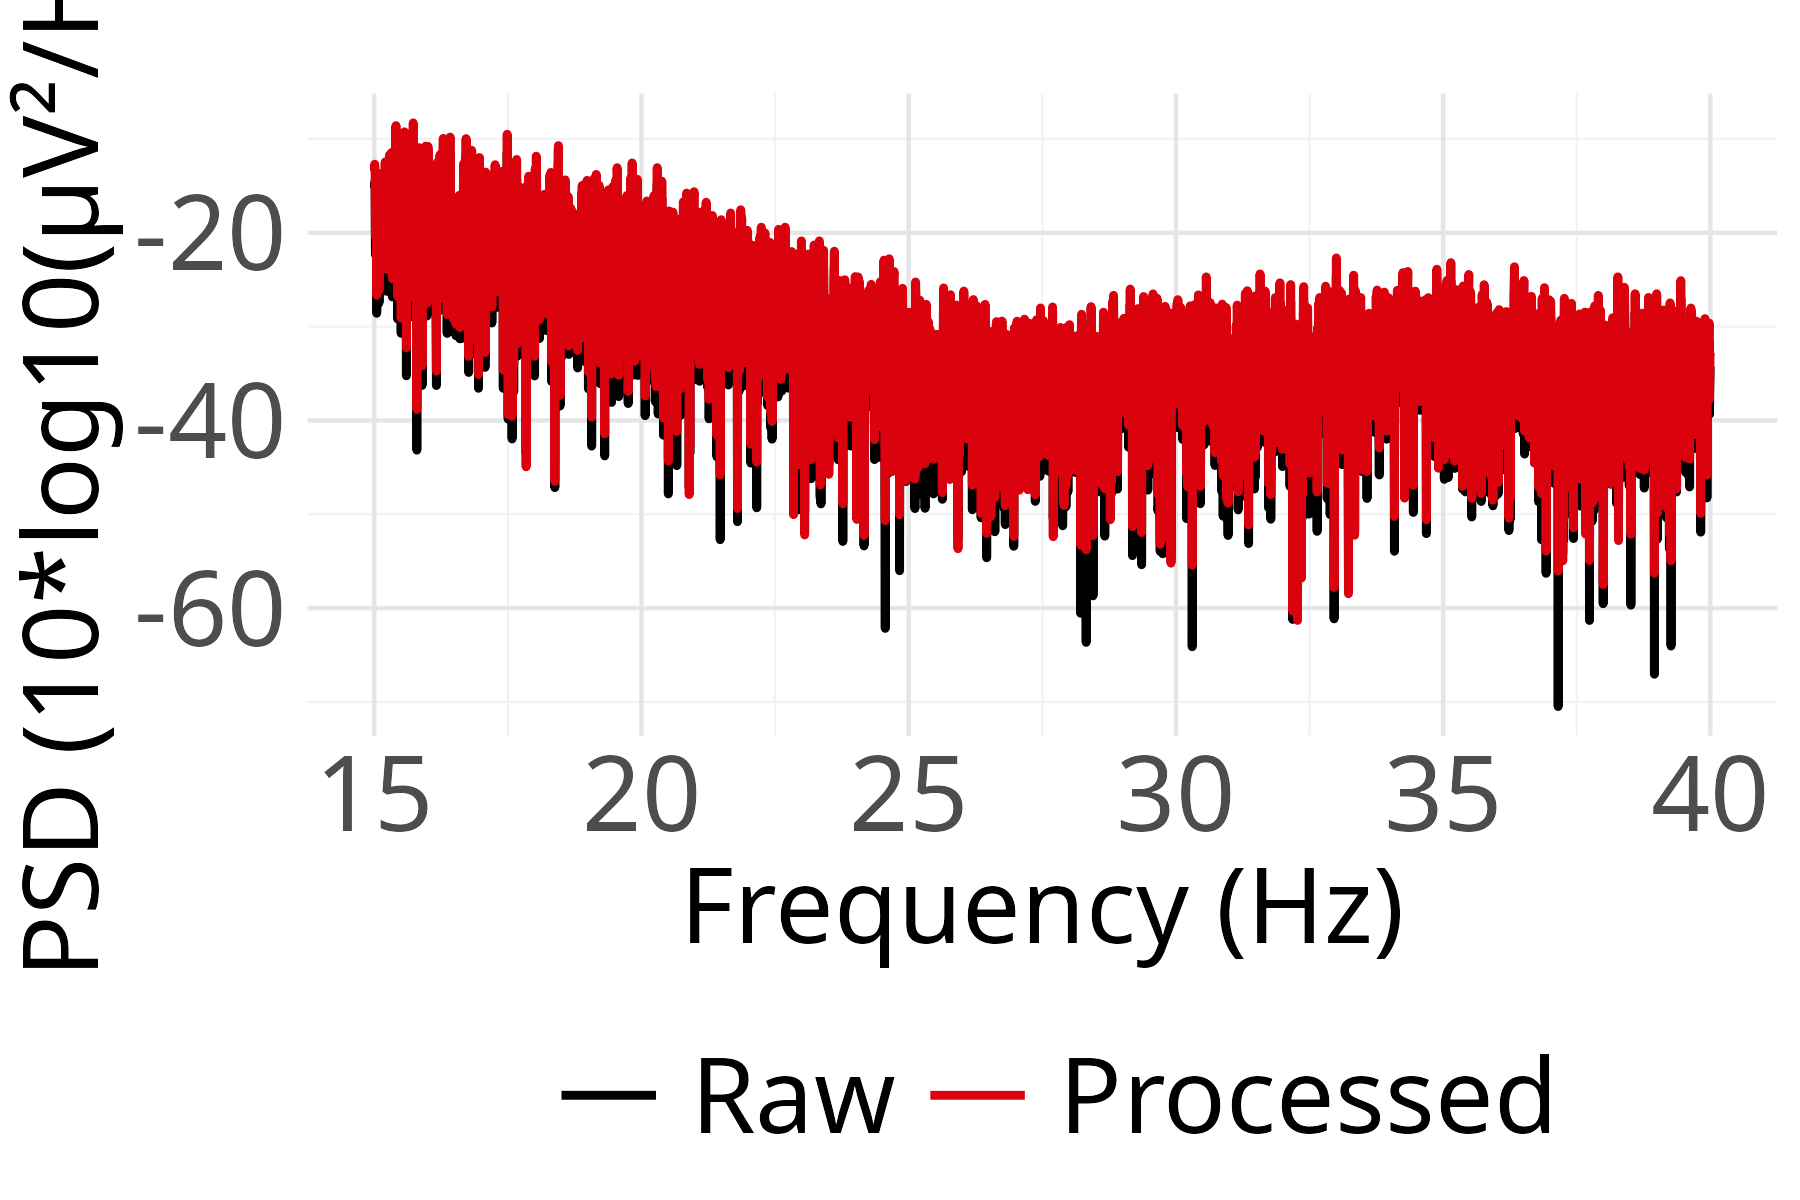 PSD (10*log10(µV²/H
-20
-40
-60
15 20 25 30 35 40
Frequency (Hz)
Raw Processed